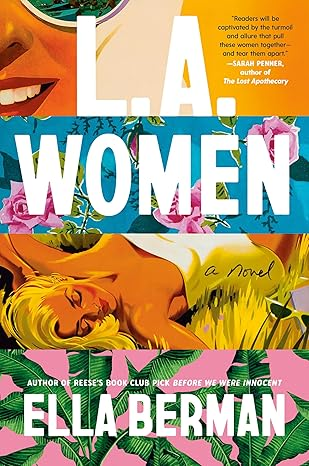 "Readers will be
captivated by the turmoil
and allure that pull
these women together—
and tear them apart."
—SARAH PENNER,
author of
The Lost Apothecary
L.A.
WOMEN
a novel
AUTHOR OF REESE'S BOOK CLUB PICK BEFORE WE WERE INNOCENT
ELLA BERMAN